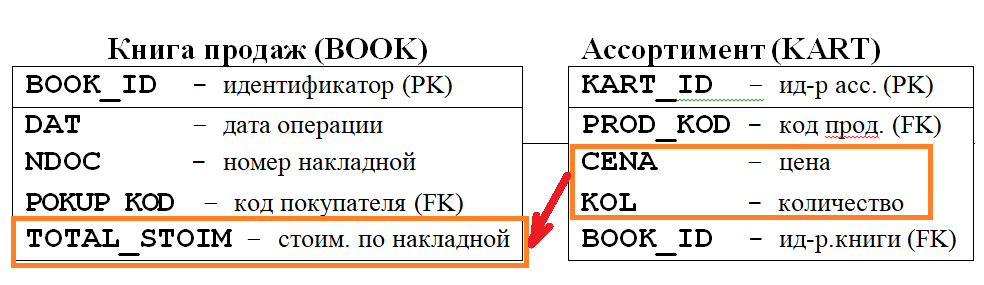 Книга продаж (BOOK)
BOOK_ID – идентификатор (PK)
DAT – дата операции
NDOC – номер накладной
POKUP KOD – код покупателя (FK)
TOTAL_STOIM – стоим. по накладной
Ассортимент (KART)
KART_ID – ид-р асс. (PK)
PROD_KOD – код прод. (FK)
CENA – цена
KOL – количество
BOOK_ID – ид-р.книги (FK)